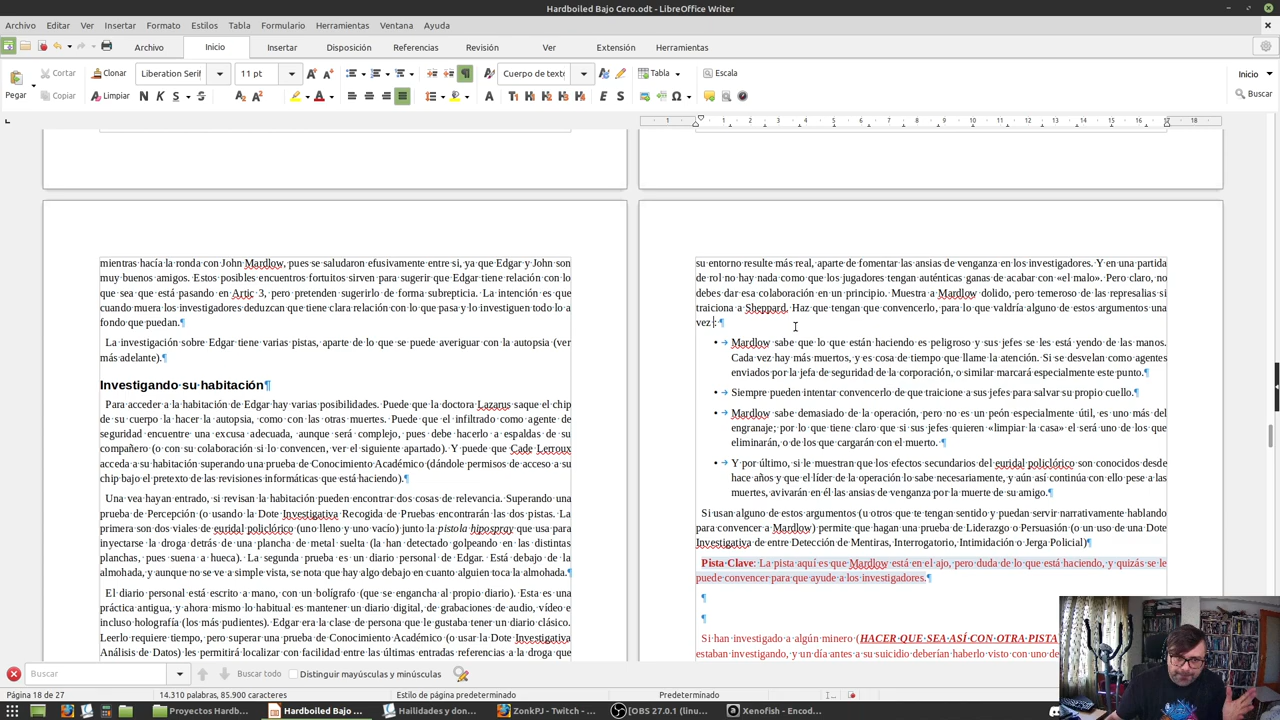 Hardboiled Bajo Cero.odt - LibreOffice Writer
Archivo Editar Ver Insertar Formato Estilos Tabla Formulario Herramientas Ventana Ayuda
Archivo Inicio Insertar Disposición Referencias Revisión Ver Extensión Herramientas
Cortar Clonar Liberation Serif 11 pt Cuerpo de texto Tabla Escala Inicio
Pegar Copiar Limpiar Buscar
mientras hacía la ronda con John Mardlow, pues se saludaron efusivamente entre si, ya que Edgar y John son
muy buenos amigos. Estos posibles encuentros fortuitos sirven para sugerir que Edgar tiene relación con lo
que sea que está pasando en Artic 3, pero pretenden sugerirlo de forma subrepticia. La intención es que
cuando muera los investigadores deduzcan que tiene clara relación con lo que pasa y lo investiguen todo lo a
fondo que puedan.¶
La investigación sobre Edgar tiene varias pistas, aparte de lo que se puede averiguar con la autopsia (ver
más adelante).¶
Investigando su habitación¶
Para acceder a la habitación de Edgar hay varias posibilidades. Puede que la doctora Lazarus saque el chip
de su cuerpo la hacer la autopsia, como con las otras muertes. Puede que el infiltrado como agente de
seguridad encuentre una excusa adecuada, aunque será complejo, pues debe hacerlo a espaldas de su
compañero (o con su colaboración si lo convencen, ver el siguiente apartado). Y puede que Cade Lerroux
acceda a su habitación superando una prueba de Conocimiento Académico (dándole permisos de acceso a su
chip bajo el pretexto de las revisiones informáticas que está haciendo).¶
Una vea hayan entrado, si revisan la habitación pueden encontrar dos cosas de relevancia. Superando una
prueba de Percepción (o usando la Dote Investigativa Recogida de Pruebas encontrarán las dos pistas. La
primera son dos viales de euridal policlórico (uno lleno y uno vacío) junto la pistola hipospray que usa para
inyectarse la droga detrás de una plancha de metal suelta (la han detectado golpeando en las distintas
planchas, pues suena a hueca). La segunda prueba es un diario personal de Edgar. Está debajo de la
almohada, y aunque no se ve a simple vista, se nota que hay algo debajo en cuanto alguien toca la almohada.¶
El diario personal está escrito a mano, con un bolígrafo (que se engancha al propio diario). Esta es una
práctica antigua, y ahora mismo lo habitual es mantener un diario digital, de grabaciones de audio, vídeo e
incluso holografía (los más pudientes). Edgar era la clase de persona que le gustaba tener un diario clásico.
Leerlo requiere tiempo, pero superar una prueba de Conocimiento Académico (o usar la Dote Investigativa
Análisis de Datos) les permitirá localizar con facilidad entre las últimas entradas referencias a la droga que
su entorno resulte más real, aparte de fomentar las ansias de venganza en los investigadores. Y en una partida
de rol no hay nada como que los jugadores tengan auténticas ganas de acabar con «el malo». Pero claro, no
debes dar esa colaboración en un principio. Muestra a Mardlow dolido, pero temeroso de las represalias si
traiciona a Sheppard. Haz que tengan que convencerlo, para lo que valdría alguno de estos argumentos una
vez : ¶
• Mardlow sabe que lo que están haciendo es peligroso y sus jefes se les está yendo de las manos.
Cada vez hay más muertos, y es cosa de tiempo que llame la atención. Si se desvelan como agentes
enviados por la jefa de seguridad de la corporación, o similar marcará especialmente este punto.¶
• Siempre pueden intentar convencerlo de que traicione a sus jefes para salvar su propio cuello.¶
• Mardlow sabe demasiado de la operación, pero no es un peón especialmente útil, es uno más del
engranaje; por lo que tiene claro que si sus jefes quieren «limpiar la casa» el será uno de los que
eliminarán, o de los que cargarán con el muerto. ¶
• Y por último, si le muestran que los efectos secundarios del euridal policlórico son conocidos desde
hace años y que el líder de la operación lo sabe necesariamente, y aún así continúa con ello pese a las
muertes, avivarán en él las ansias de venganza por la muerte de su amigo.¶
Si usan alguno de estos argumentos (u otros que te tengan sentido y puedan servir narrativamente hablando
para convencer a Mardlow) permite que hagan una prueba de Liderazgo o Persuasión (o un uso de una Dote
Investigativa de entre Detección de Mentiras, Interrogatorio, Intimidación o Jerga Policial)¶
Pista Clave: La pista aquí es que Mardlow está en el ajo, pero duda de lo que está haciendo, y quizás se le
puede convencer para que ayude a los investigadores.¶
¶
¶
Si han investigado a algún minero (HACER QUE SEA ASÍ CON OTRA PISTA
estaban investigando, y un día antes a su suicidio deberían haberlo visto con uno de
Buscar Buscar todo Distinguir mayúsculas y minúsculas
Página 18 de 27 14.310 palabras, 85.900 caracteres Estilo de página predeterminado Predeterminado
Proyectos Hardb... Hardboiled Bajo ... Hailidades y don... ZonkPJ - Twitch - ... [OBS 27.0.1 (linu... Xenofish - Encod...